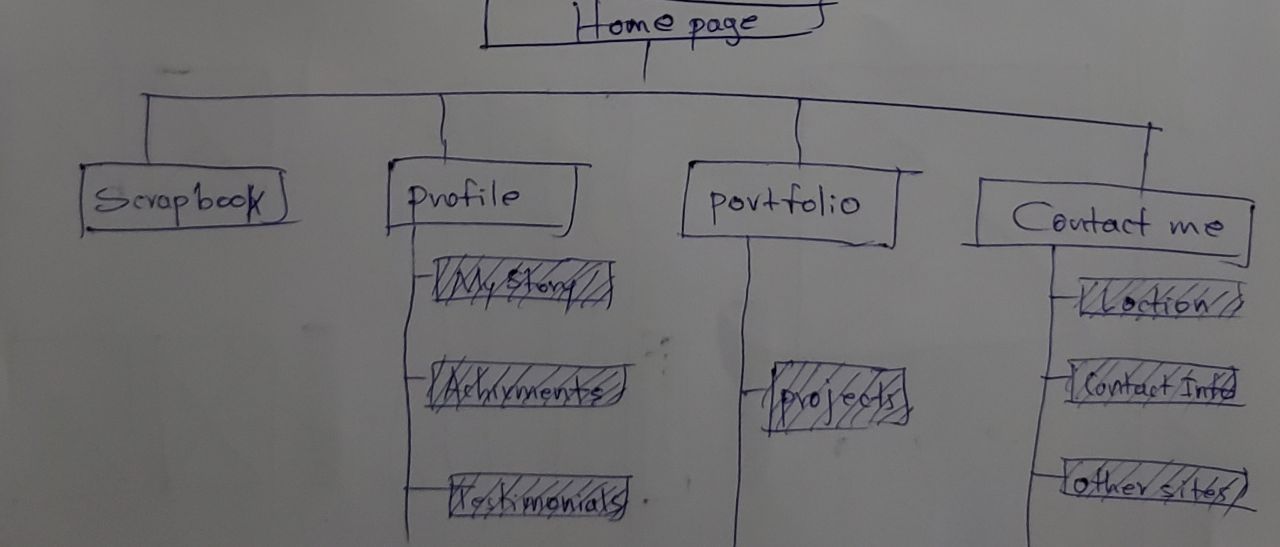 Home page
Scrapbook
profile
portfolio
Contact me
My story
Loction
Achivments
projects
Contact Info
Testimonials
other sites